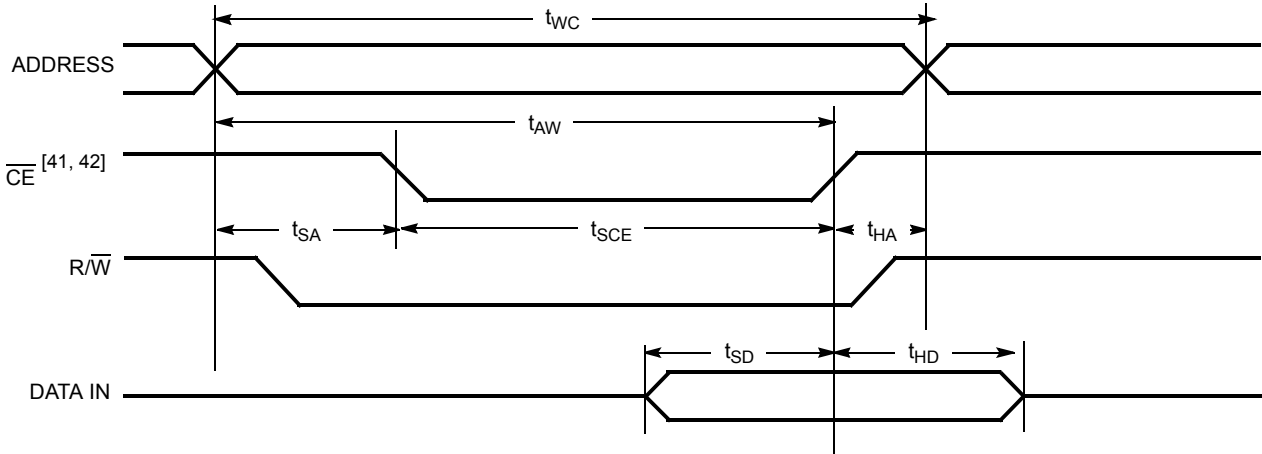 tWC
ADDRESS
tAW
CE [41, 42]
tSA
tSCE
tHA
R/W
tSD
tHD
DATA IN